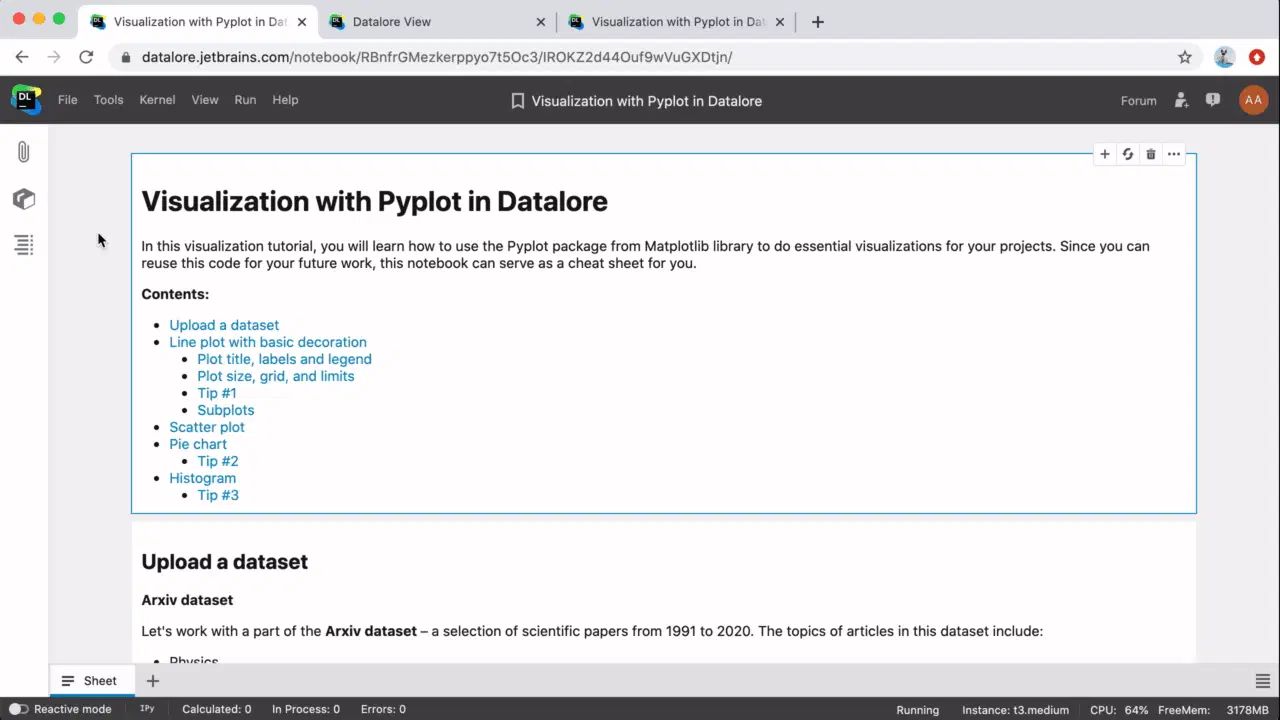 Visualization with Pyplot in Dat
Datalore View
Visualization with Pyplot in Dat
datalore.jetbrains.com/notebook/RBnfrGMezkerppyo7t5Oc3/IROKZ2d44Ouf9wVuGXDtjn/
DL File Tools Kernel View Run Help
Visualization with Pyplot in Datalore
Forum
AA
Visualization with Pyplot in Datalore
In this visualization tutorial, you will learn how to use the Pyplot package from Matplotlib library to do essential visualizations for your projects. Since you can
reuse this code for your future work, this notebook can serve as a cheat sheet for you.
Contents:
• Upload a dataset
• Line plot with basic decoration
• Plot title, labels and legend
• Plot size, grid, and limits
• Tip #1
• Subplots
• Scatter plot
• Pie chart
• Tip #2
• Histogram
• Tip #3
Upload a dataset
Arxiv dataset
Let's work with a part of the Arxiv dataset – a selection of scientific papers from 1991 to 2020. The topics of articles in this dataset include:
• Physics
Sheet
Reactive mode IPy Calculated: 0 In Process: 0 Errors: 0 Running Instance: t3.medium CPU: 64% FreeMem: 3178MB